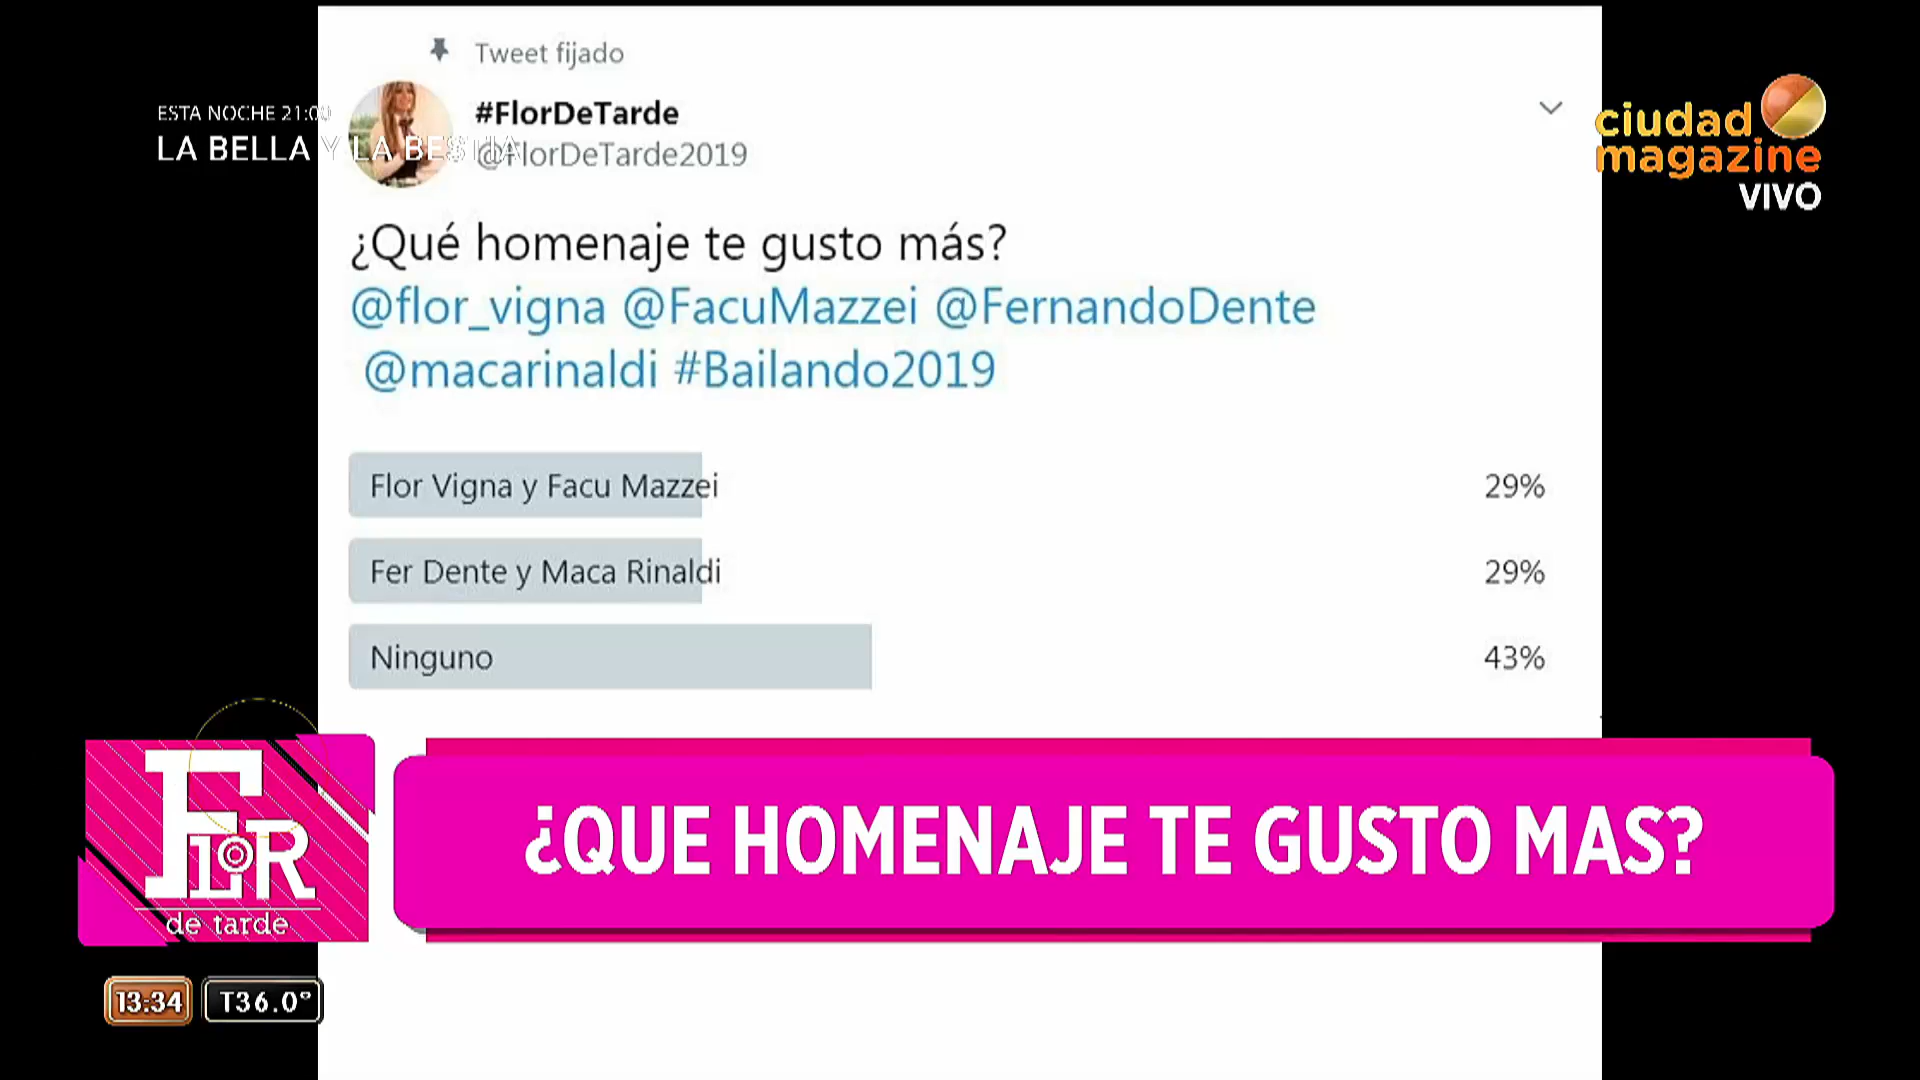 Tweet fijado
ESTA NOCHE 21:00
LA BELLA Y LA BESTIA
#FlorDeTarde
@FlorDeTarde2019
ciudad
magazine
VIVO
¿Qué homenaje te gusto más?
@flor_vigna @FacuMazzei @FernandoDente
@macarinaldi #Bailando2019
Flor Vigna y Facu Mazzei 29%
Fer Dente y Maca Rinaldi 29%
Ninguno 43%
FLOR
de tarde
¿QUE HOMENAJE TE GUSTO MAS?
13:34 T36.0°